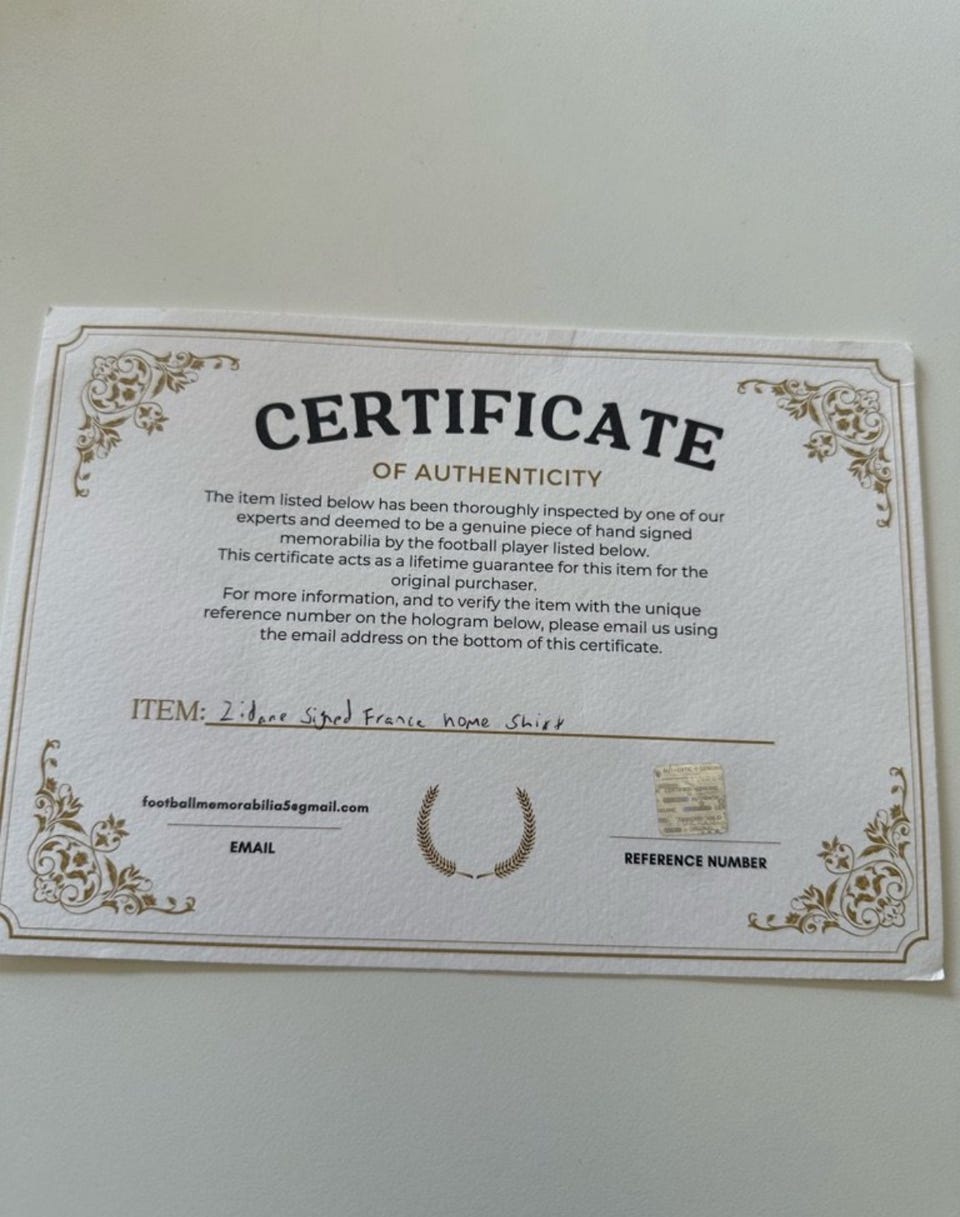 CERTIFICATE
OF AUTHENTICITY
The item listed below has been thoroughly inspected by one of our
experts and deemed to be a genuine piece of hand signed
memorabilia by the football player listed below.
This certificate acts as a lifetime guarantee for this item for the
original purchaser.
For more information, and to verify the item with the unique
reference number on the hologram below, please email us using
the email address on the bottom of this certificate.
ITEM: Zidane Signed France home shirt
footballmemorabilia5@gmail.com
EMAIL
REFERENCE NUMBER